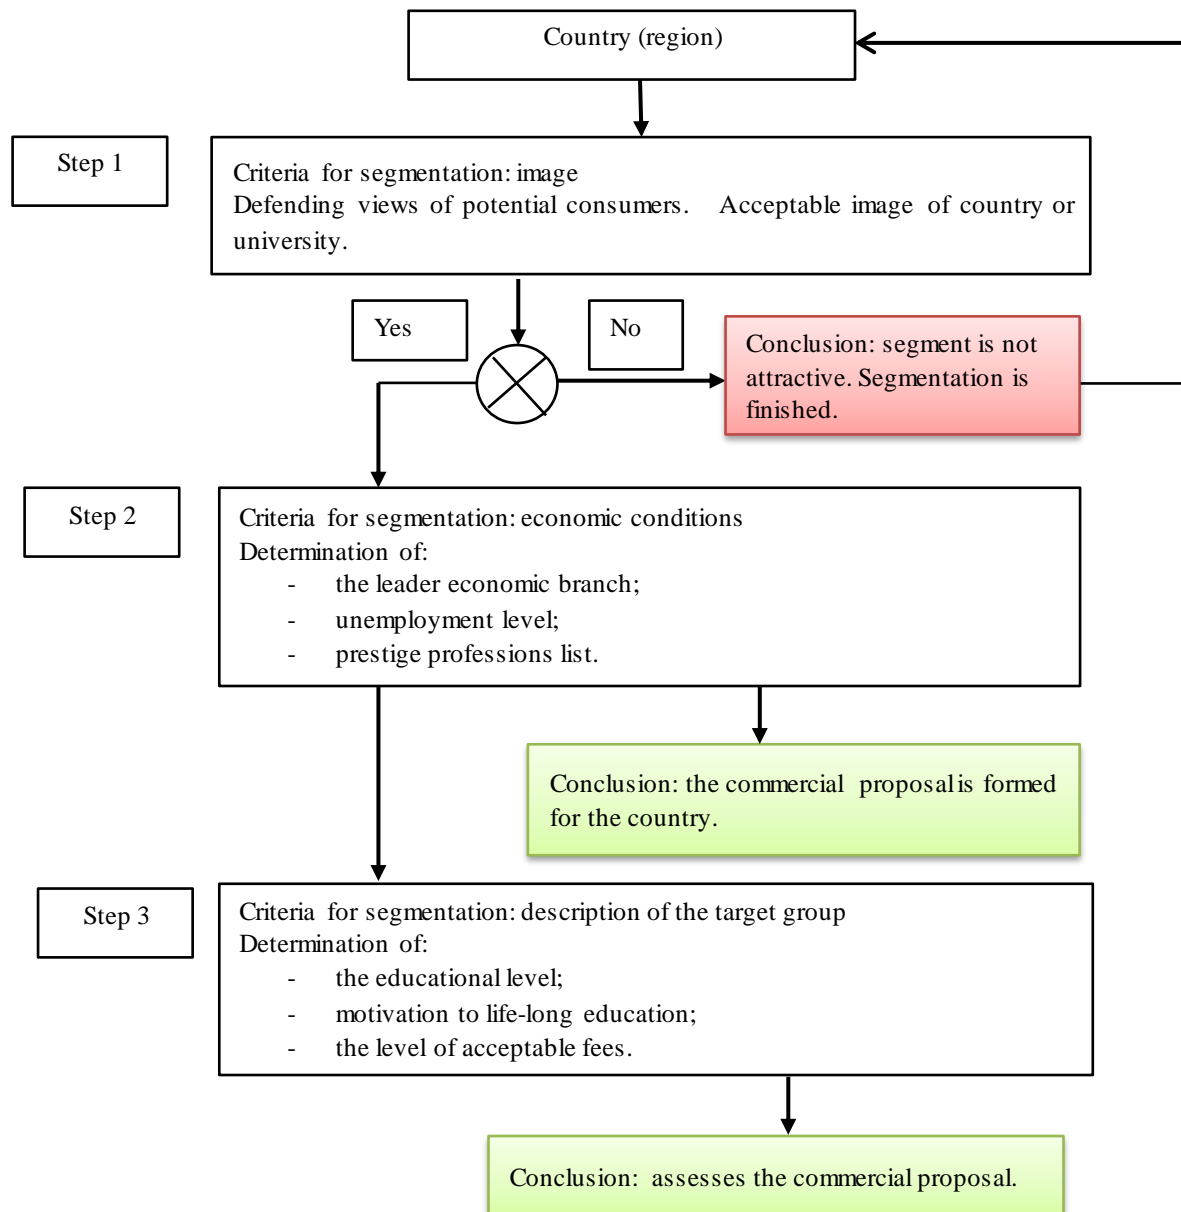 Country (region)
Step 1
Criteria for segmentation: image
Defending views of potential consumers. Acceptable image of country or
university.
Yes
No
Conclusion: segment is not
attractive. Segmentation is
finished.
Step 2
Criteria for segmentation: economic conditions
Determination of:
- the leader economic branch;
- unemployment level;
- prestige professions list.
Conclusion: the commercial proposal is formed
for the country.
Step 3
Criteria for segmentation: description of the target group
Determination of:
- the educational level;
- motivation to life-long education;
- the level of acceptable fees.
Conclusion: assesses the commercial proposal.